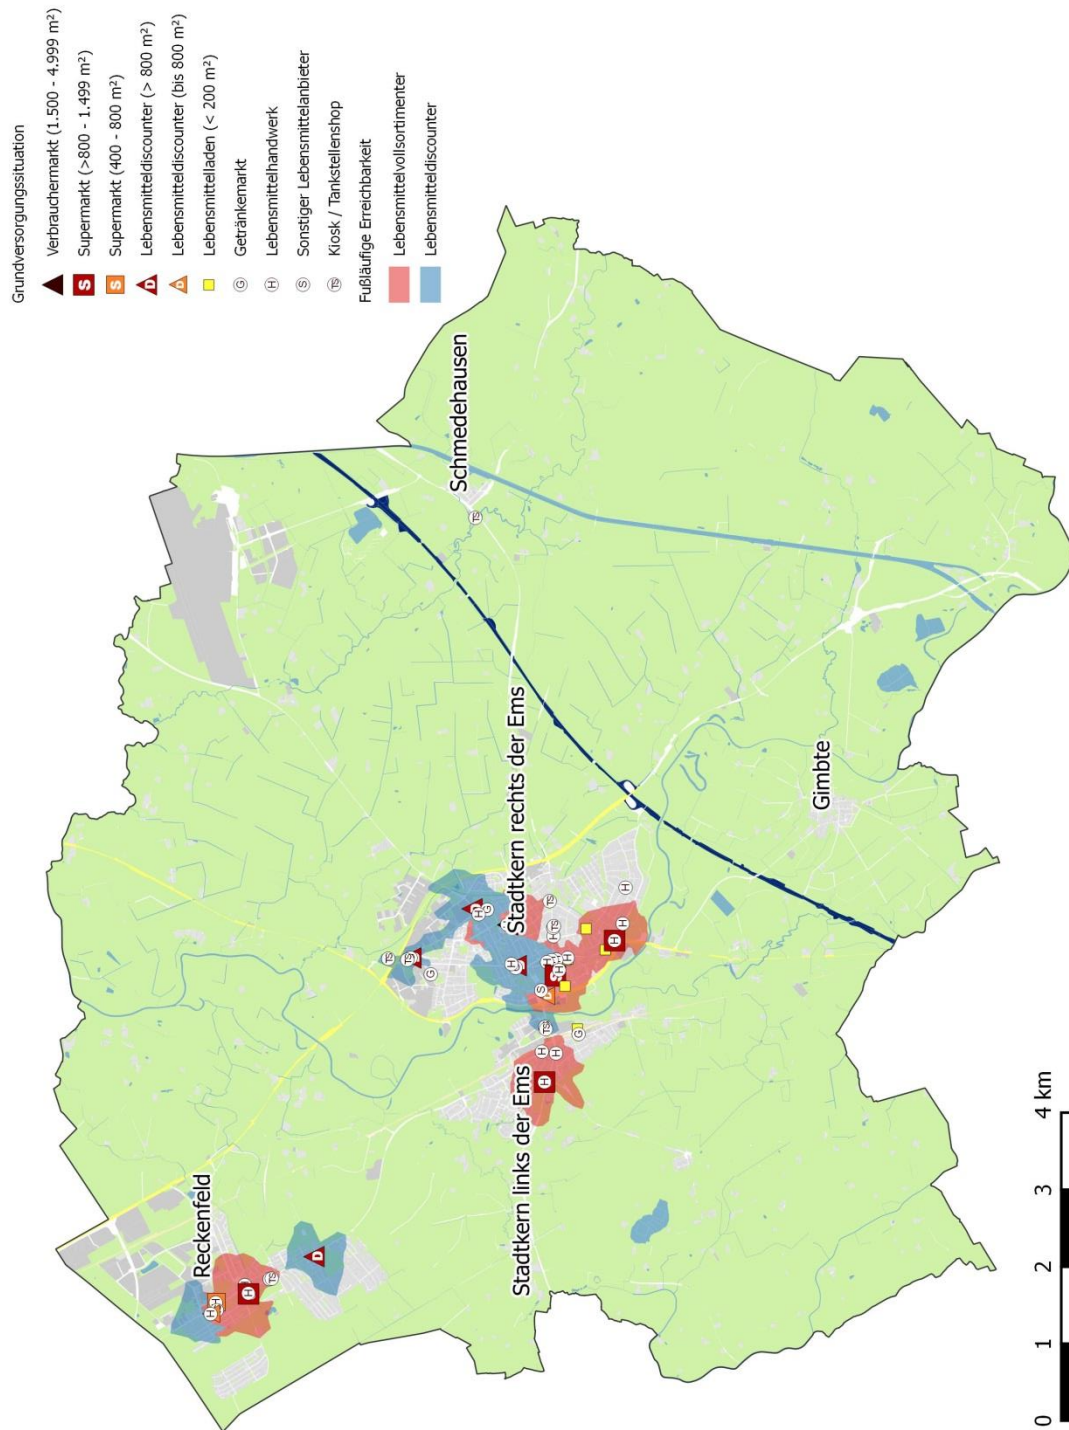 Grundversorgungssituation
Verbrauchermarkt (1.500 - 4.999 m²)
S Supermarkt (>800 - 1.499 m²)
S Supermarkt (400 - 800 m²)
D Lebensmitteldiscounter (> 800 m²)
D Lebensmitteldiscounter (bis 800 m²)
Lebensmittelladen (< 200 m²)
G Getränkemarkt
H Lebensmittelhandwerk
S Sonstiger Lebensmittelanbieter
TS Kiosk / Tankstellenshop
Fußläufige Erreichbarkeit
Lebensmittelvollsortimenter
Lebensmitteldiscounter
Reckenfeld
Stadtkern links der Ems
Stadtkern rechts der Ems
Schmedehausen
Gimbte
0 1 2 3 4 km